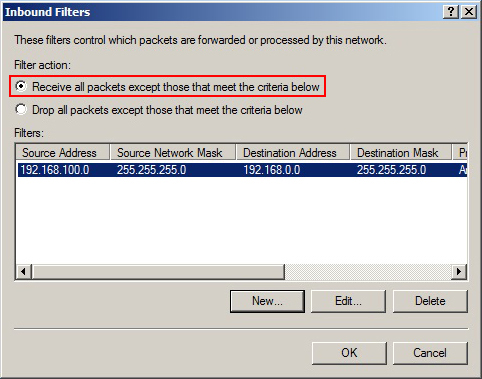 Inbound Filters
These filters control which packets are forwarded or processed by this network.
Filter action:
Receive all packets except those that meet the criteria below
Drop all packets except those that meet the criteria below
Filters:
Source Address Source Network Mask Destination Address Destination Mask
192.168.100.0 255.255.255.0 192.168.0.0 255.255.255.0
New... Edit... Delete
OK Cancel